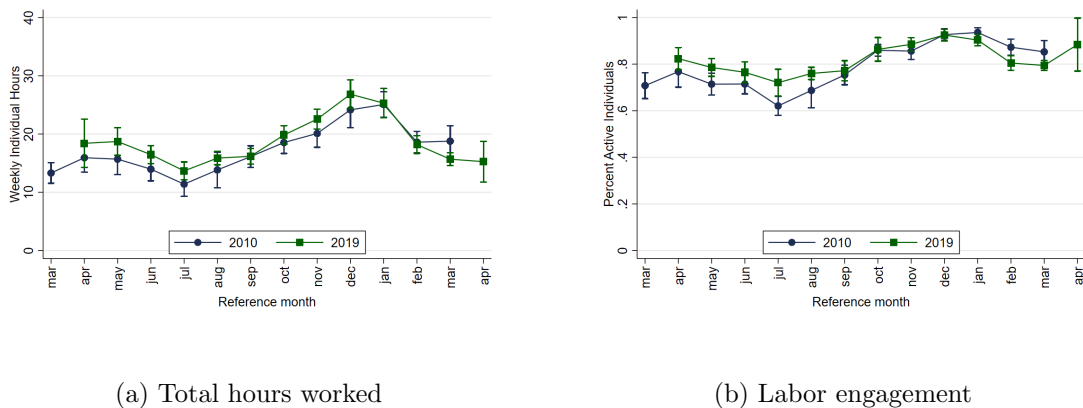 Weekly Individual Hours
40
30
20
10
0
mar apr may jun jul aug sep oct nov dec jan feb mar apr
Reference month
2010 2019
(a) Total hours worked
Percent Active Individuals
1
.8
.6
.4
.2
0
mar apr may jun jul aug sep oct nov dec jan feb mar apr
Reference month
2010 2019
(b) Labor engagement